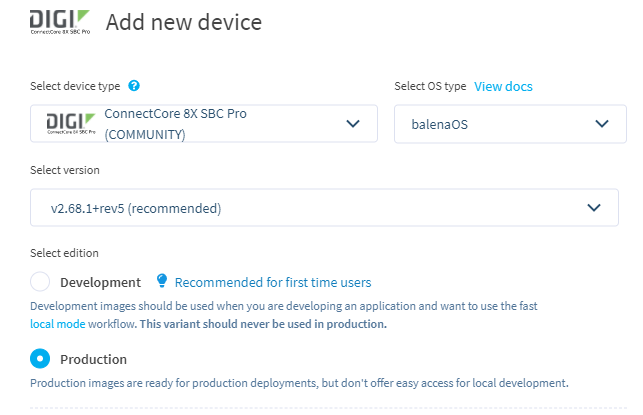 DIGI
ConnectCore 8X SBC Pro
Add new device
Select device type
Select OS type View docs
DIGI
ConnectCore 8X SBC Pro
ConnectCore 8X SBC Pro
(COMMUNITY)
balenaOS
Select version
v2.68.1+rev5 (recommended)
Select edition
Development Recommended for first time users
Development images should be used when you are developing an application and want to use the fast
local mode workflow. This variant should never be used in production.
Production
Production images are ready for production deployments, but don't offer easy access for local development.